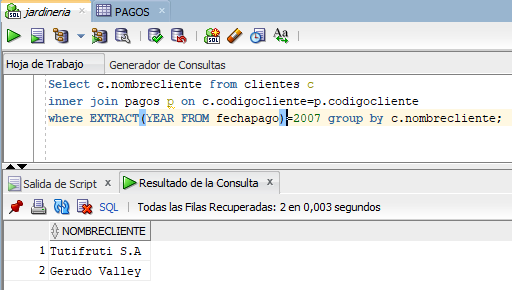 jardineria
PAGOS
Hoja de Trabajo Generador de Consultas
Select c.nombrecliente from clientes c
inner join pagos p on c.codigocliente=p.codigocliente
where EXTRACT(YEAR FROM fechapago)=2007 group by c.nombrecliente;
Salida de Script x Resultado de la Consulta x
SQL | Todas las Filas Recuperadas: 2 en 0,003 segundos
NOMBRECLIENTE
1 Tutifruti S.A
2 Gerudo Valley